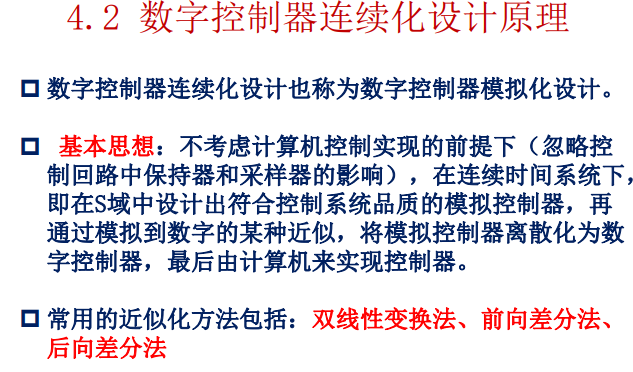 4.2 数字控制器连续化设计原理
数字控制器连续化设计也称为数字控制器模拟化设计。
基本思想：不考虑计算机控制实现的前提下（忽略控
制回路中保持器和采样器的影响），在连续时间系统下，
即在S域中设计出符合控制系统品质的模拟控制器，再
通过模拟到数字的某种近似，将模拟控制器离散化为数
字控制器，最后由计算机来实现控制器。
常用的近似化方法包括：双线性变换法、前向差分法、
后向差分法